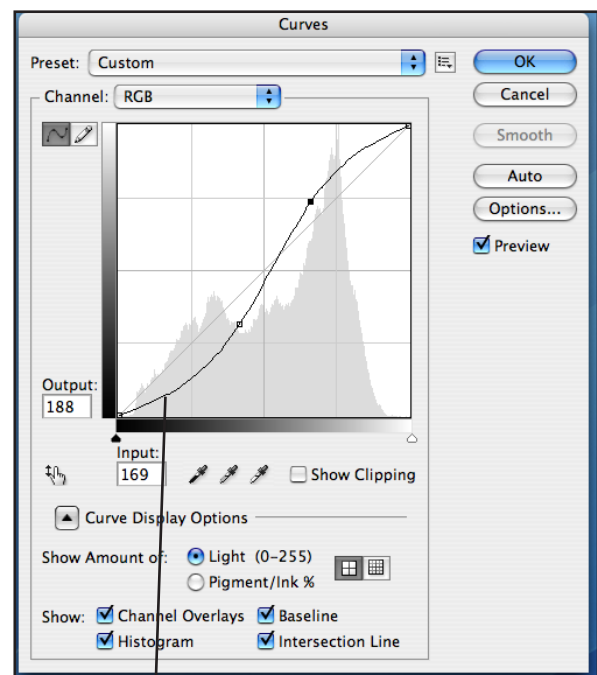 Curves
Preset: Custom
OK
Channel: RGB
Cancel
Smooth
Auto
Options...
Preview
Output:
188
Input:
169
Show Clipping
Curve Display Options
Show Amount of: Light (0-255)
Pigment/Ink %
Show: Channel Overlays Baseline
Histogram Intersection Line